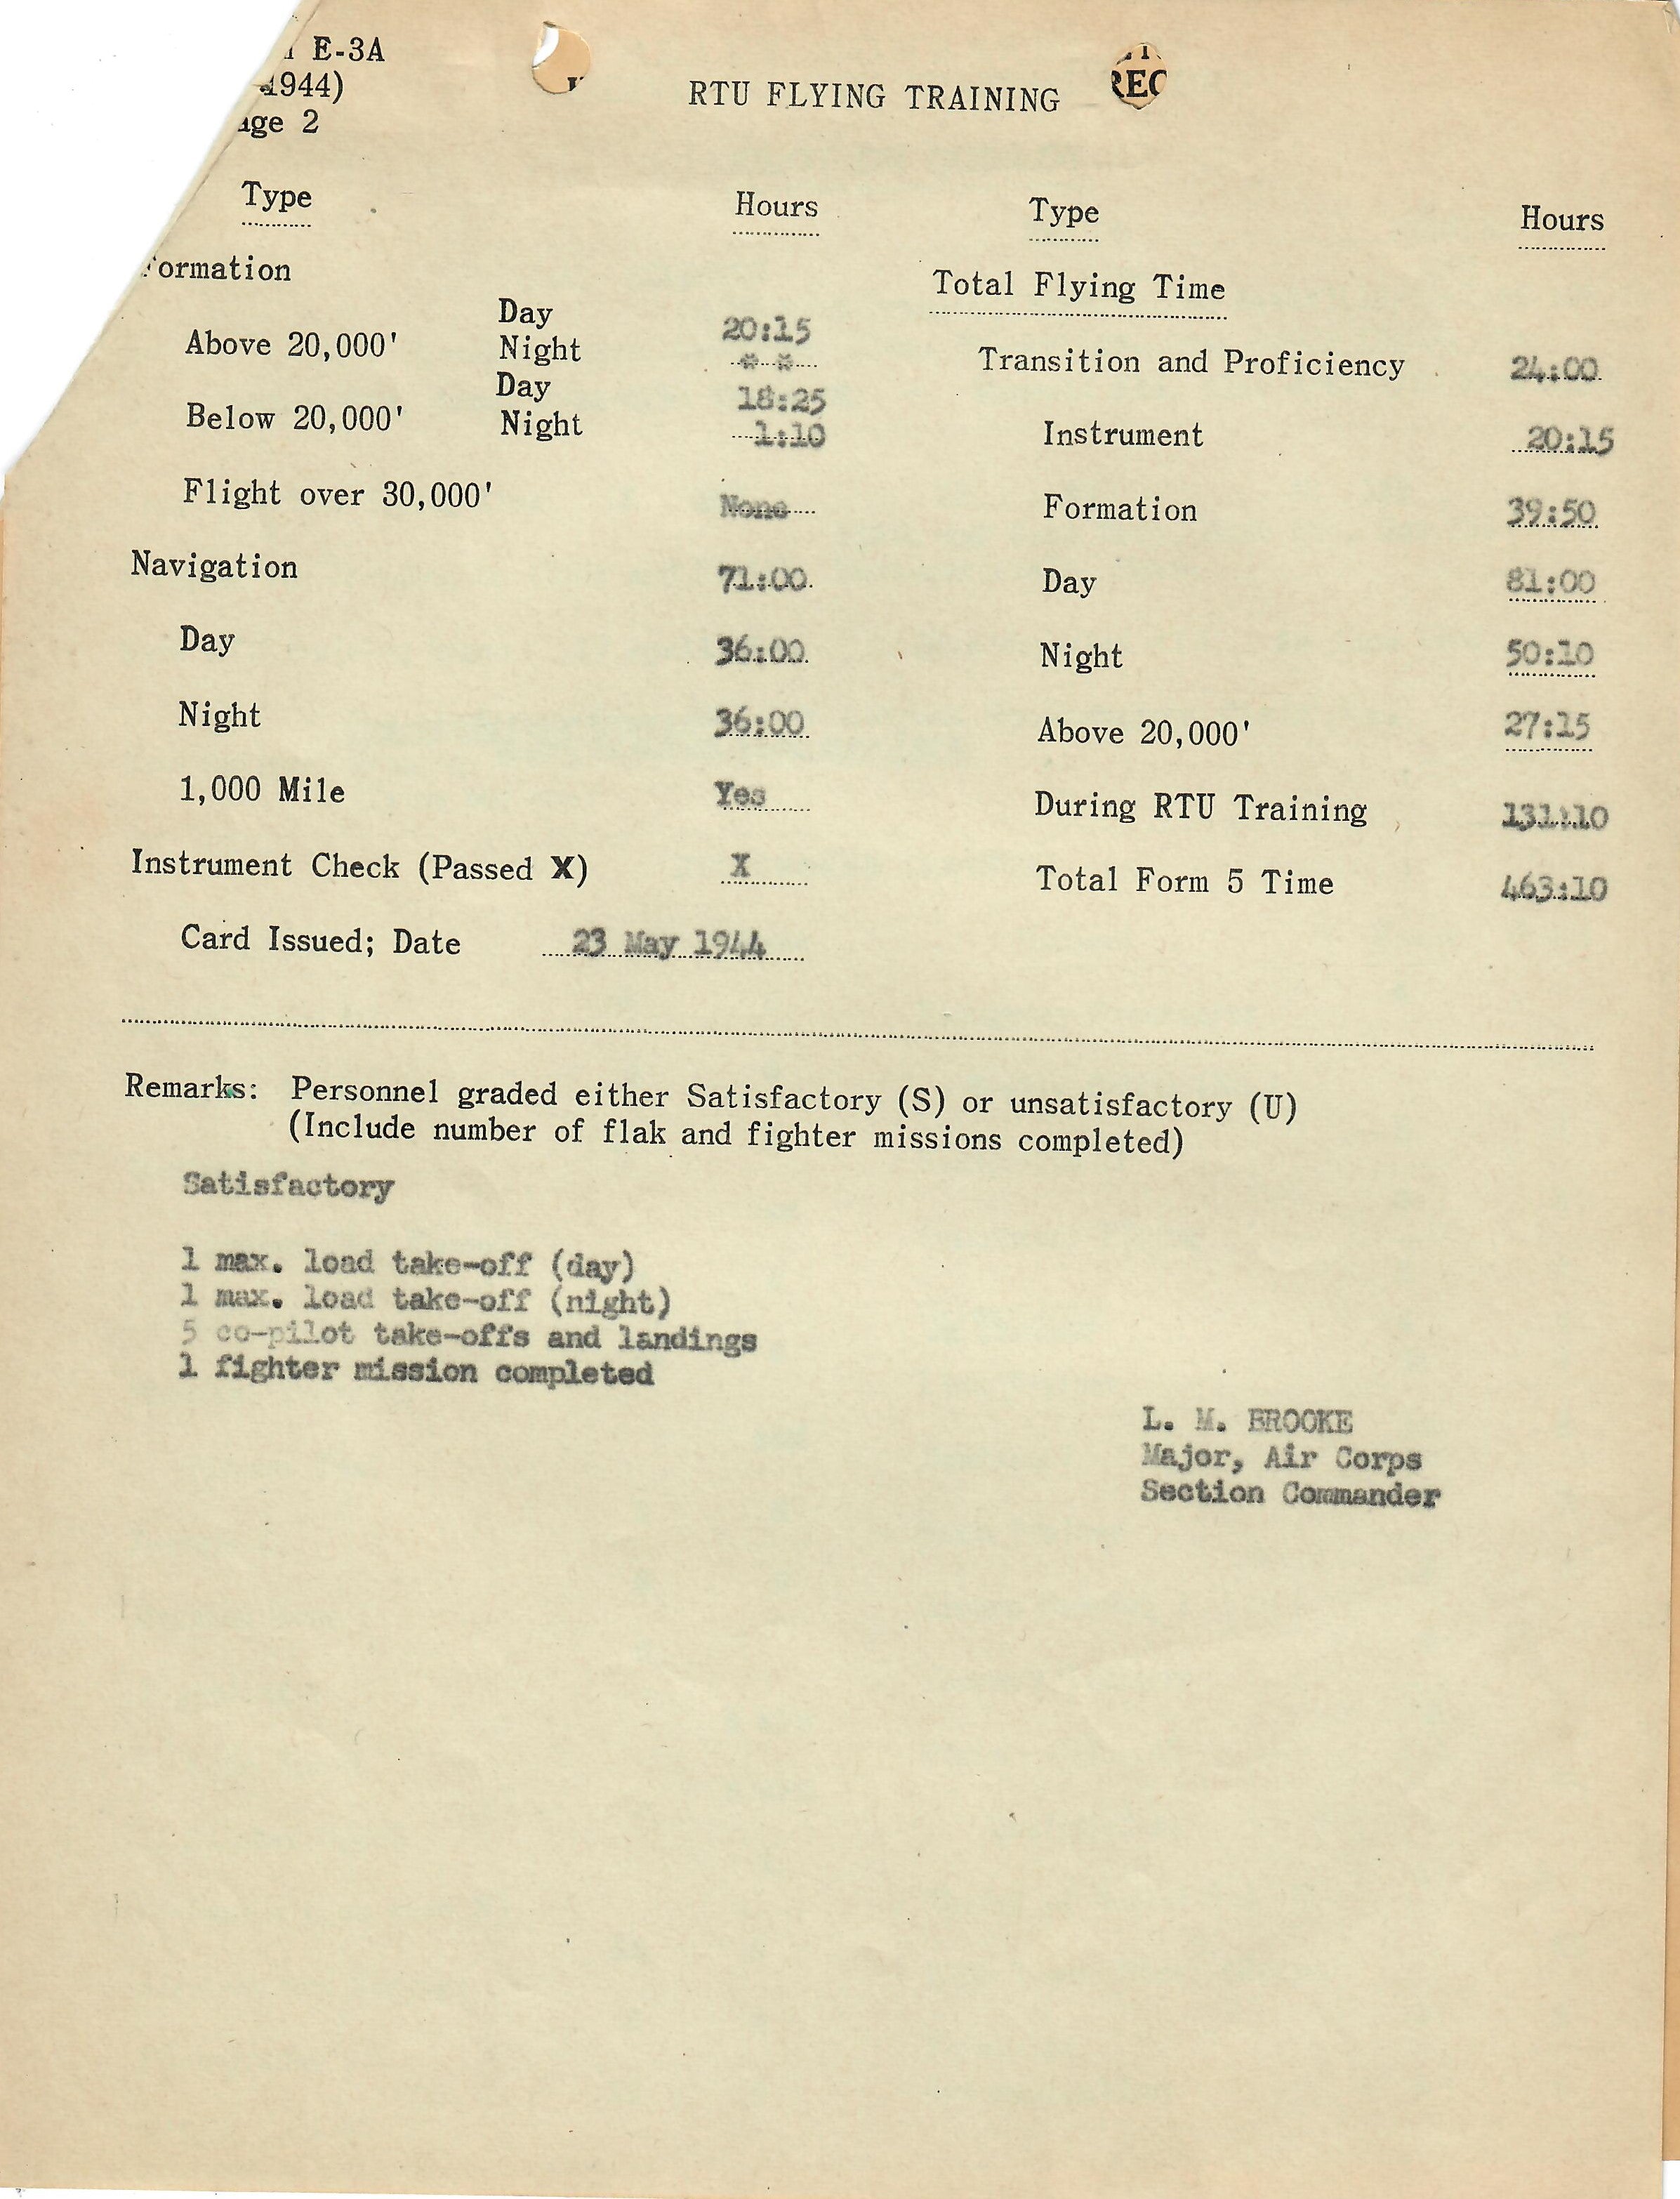 E-3A
1944)
age 2
RTU FLYING TRAINING
REC
Type Hours
Formation
Day 20:15
Above 20,000' Night * *
Day 18:25
Below 20,000' Night 1:10
Flight over 30,000' None
Navigation 71:00
Day 36:00
Night 36:00
1,000 Mile Yes
Instrument Check (Passed X) X
Card Issued; Date 23 May 1944
Type Hours
Total Flying Time
Transition and Proficiency 24:00
Instrument 20:15
Formation 39:50
Day 81:00
Night 50:10
Above 20,000' 27:15
During RTU Training 131:10
Total Form 5 Time 463:10
Remarks: Personnel graded either Satisfactory (S) or unsatisfactory (U)
(Include number of flak and fighter missions completed)
Satisfactory
1 max. load take-off (day)
1 max. load take-off (night)
5 co-pilot take-offs and landings
1 fighter mission completed
L. M. BROOKE
Major, Air Corps
Section Commander